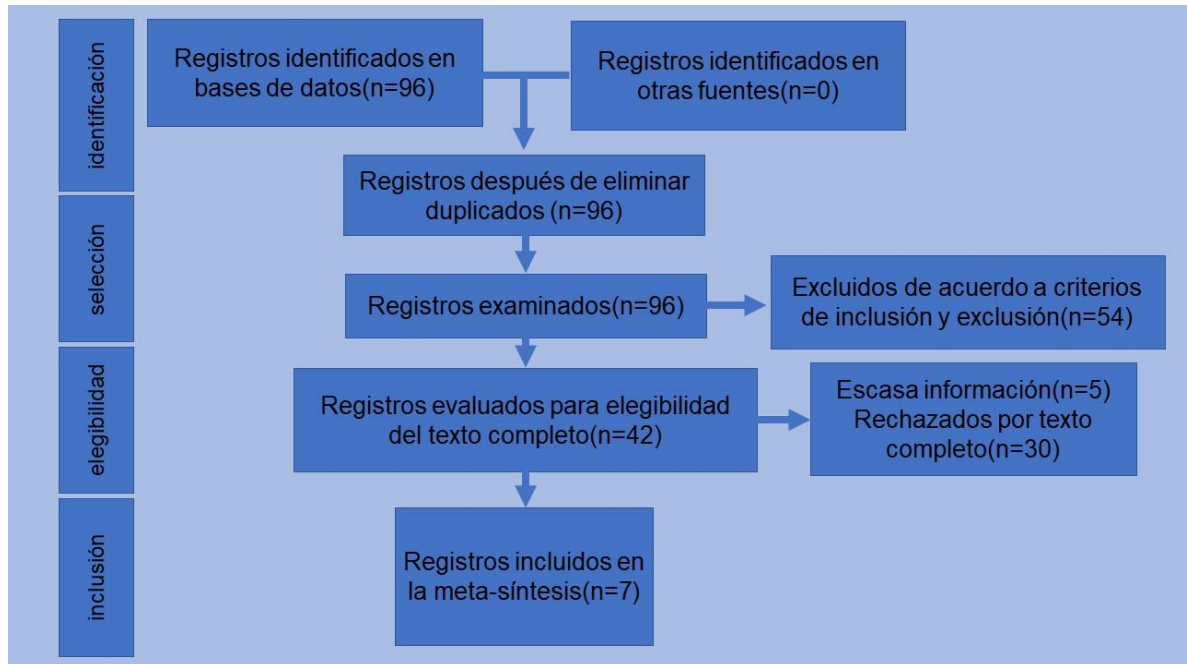 identificación
Registros identificados en
bases de datos(n=96)
Registros identificados en
otras fuentes(n=0)
Registros después de eliminar
duplicados (n=96)
selección
Registros examinados(n=96)
Excluidos de acuerdo a criterios
de inclusión y exclusión(n=54)
elegibilidad
Registros evaluados para elegibilidad
del texto completo(n=42)
Escasa información(n=5)
Rechazados por texto
completo(n=30)
inclusión
Registros incluidos en
la meta-síntesis(n=7)